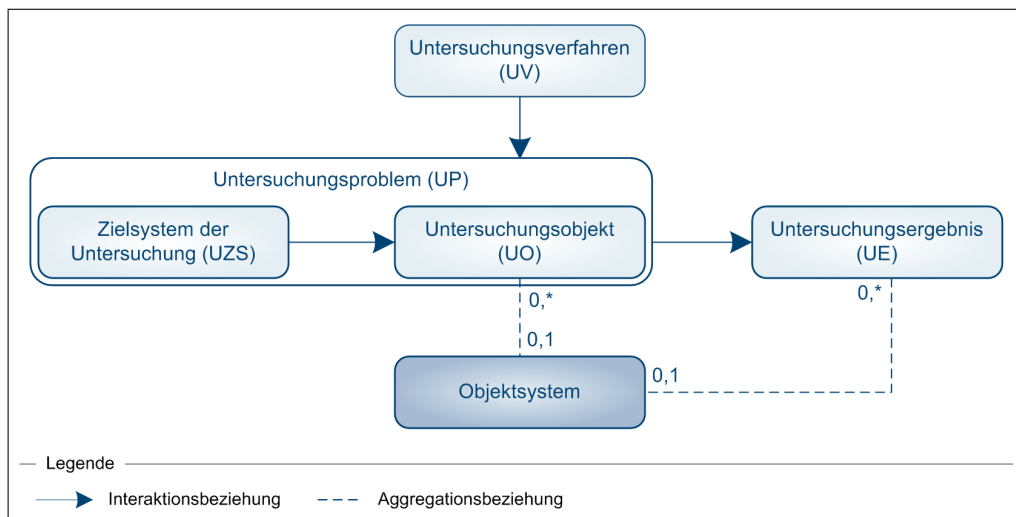 Untersuchungsverfahren
(UV)
Untersuchungsproblem (UP)
Zielsystem der
Untersuchung (UZS)
Untersuchungsobjekt
(UO)
Untersuchungsergebnis
(UE)
0,*
0,*
0,1
0,1
Objektsystem
Legende
Interaktionsbeziehung
Aggregationsbeziehung